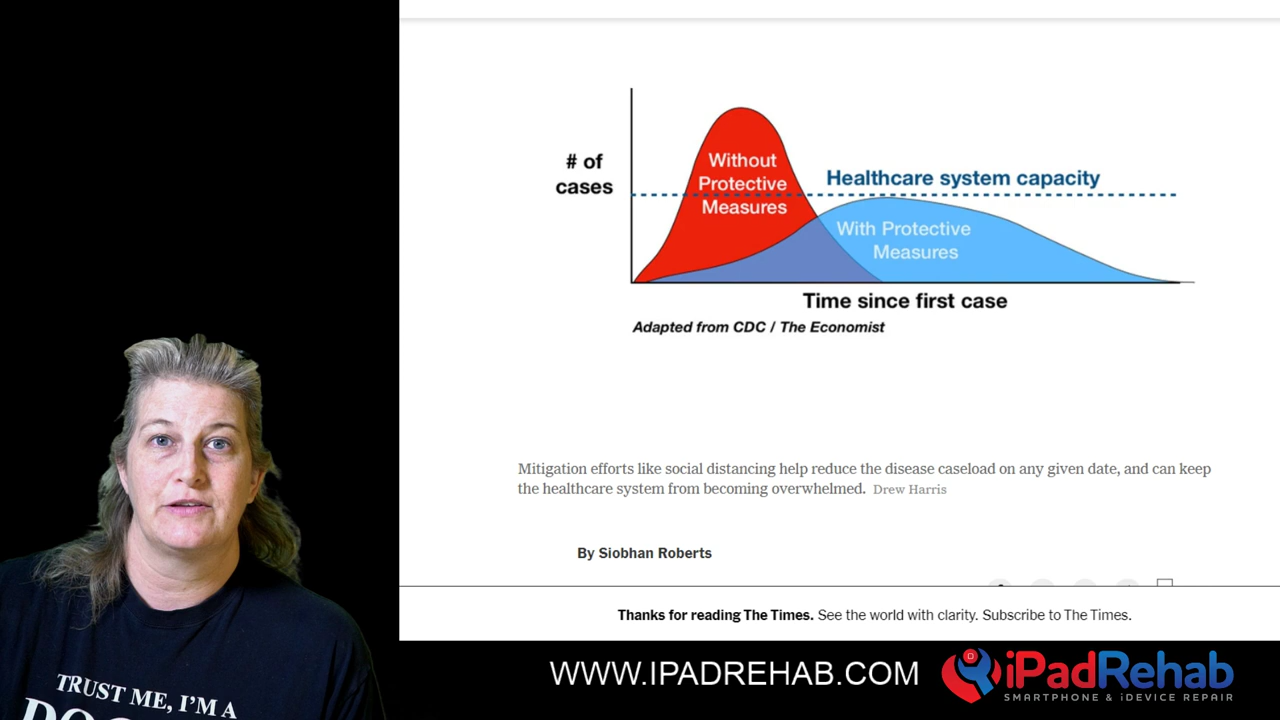 # of
cases
Without
Protective
Measures
Healthcare system capacity
With Protective
Measures
Time since first case
Adapted from CDC / The Economist
Mitigation efforts like social distancing help reduce the disease caseload on any given date, and can keep
the healthcare system from becoming overwhelmed. Drew Harris
By Siobhan Roberts
Thanks for reading The Times. See the world with clarity. Subscribe to The Times.
TRUST ME, I'M A
WWW.IPADREHAB.COM
iPadRehab
SMARTPHONE & iDEVICE REPAIR